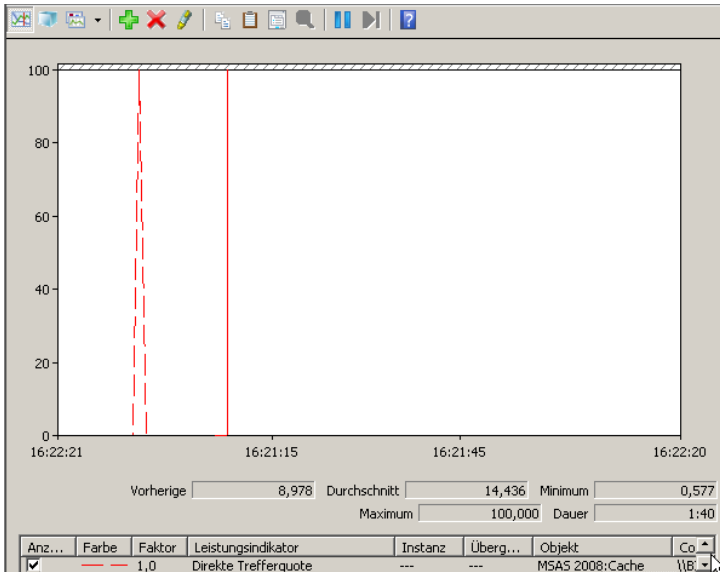 100
80
60
40
20
0
16:22:21 16:21:15 16:21:45 16:22:20
Vorherige 8,978 Durchschnitt 14,436 Minimum 0,577
Maximum 100,000 Dauer 1:40
Anz... Farbe Faktor Leistungsindikator Instanz Überg... Objekt Co
1,0 Direkte Trefferquote --- --- MSAS 2008:Cache \\B